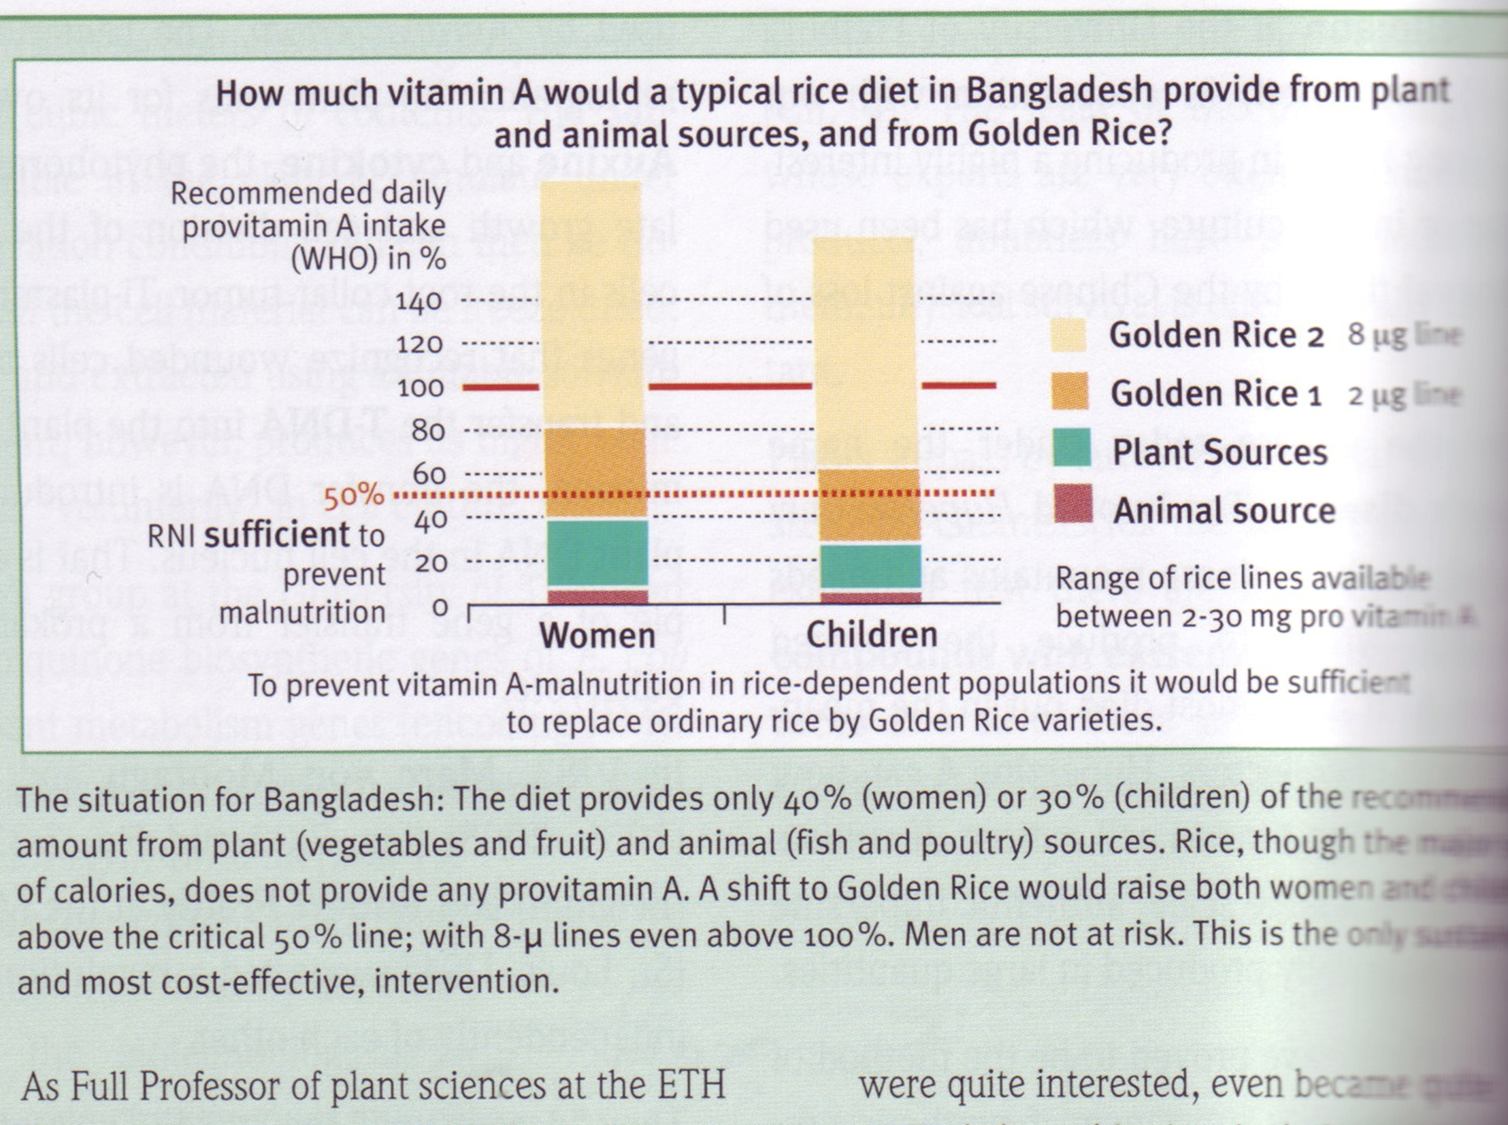 How much vitamin A would a typical rice diet in Bangladesh provide from plant
and animal sources, and from Golden Rice?
Recommended daily
provitamin A intake
(WHO) in %
140
120
100
80
60
50%
40
RNI sufficient to
prevent
malnutrition
20
0
Women
Children
Golden Rice 2 8 µg line
Golden Rice 1 2 µg line
Plant Sources
Animal source
Range of rice lines available
between 2-30 mg pro vitamin A
To prevent vitamin A-malnutrition in rice-dependent populations it would be sufficient
to replace ordinary rice by Golden Rice varieties.
The situation for Bangladesh: The diet provides only 40% (women) or 30% (children) of the
amount from plant (vegetables and fruit) and animal (fish and poultry) sources. Rice, though the
of calories, does not provide any provitamin A. A shift to Golden Rice would raise both women and
above the critical 50% line; with 8-µ lines even above 100%. Men are not at risk. This is the only
and most cost-effective, intervention.
As Full Professor of plant sciences at the ETH
were quite interested, even became quite